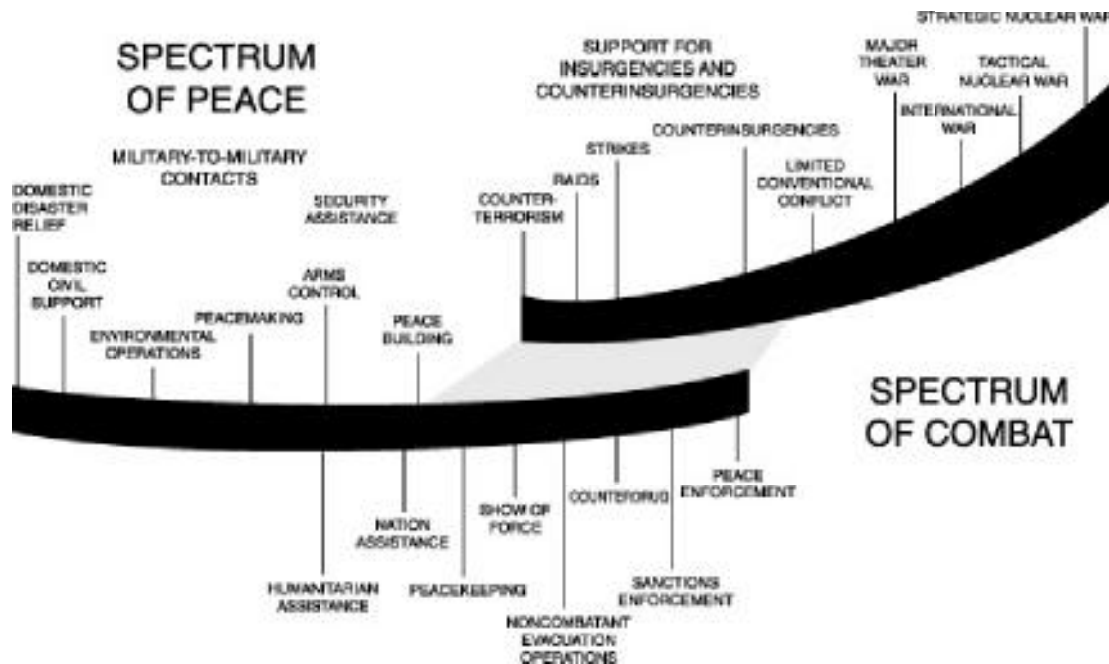 SPECTRUM
OF PEACE
MILITARY-TO-MILITARY
CONTACTS
DOMESTIC
DISASTER
RELIEF
DOMESTIC
CIVIL
SUPPORT
ENVIRONMENTAL
OPERATIONS
PEACEMAKING
SECURITY
ASSISTANCE
ARMS
CONTROL
PEACE
BUILDING
SUPPORT FOR
INSURGENCIES AND
COUNTERINSURGENCIES
COUNTER-
TERRORISM
RAIDS
STRIKES
COUNTERINSURGENCIES
LIMITED
CONVENTIONAL
CONFLICT
MAJOR
THEATER
WAR
INTERNATIONAL
WAR
TACTICAL
NUCLEAR WAR
STRATEGIC NUCLEAR WAR
HUMANITARIAN
ASSISTANCE
NATION
ASSISTANCE
PEACEKEEPING
SHOW OF
FORCE
NONCOMBATANT
EVACUATION
OPERATIONS
COUNTERDRUG
SANCTIONS
ENFORCEMENT
PEACE
ENFORCEMENT
SPECTRUM
OF COMBAT